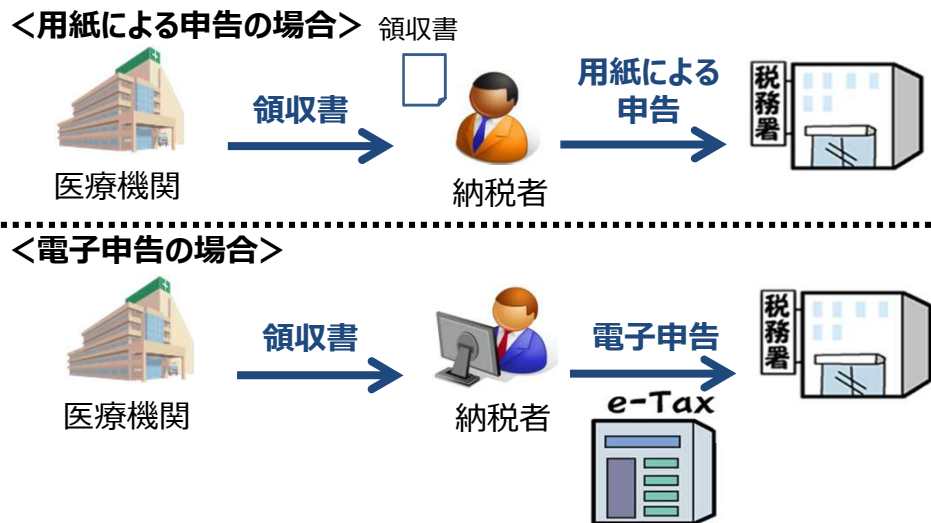 ＜用紙による申告の場合＞
領収書
領収書
用紙による
申告
税務署
医療機関
納税者
＜電子申告の場合＞
領収書
電子申告
税務署
医療機関
納税者
e-Tax